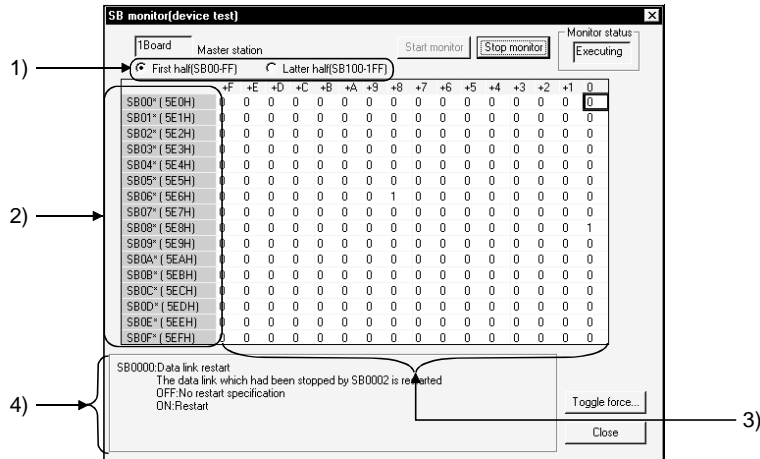 SB monitor(device test)
1Board Master station Start monitor Stop monitor Monitor status Executing
1) First half(SB00-FF) Latter half(SB100-1FF)
+F +E +D +C +B +A +9 +8 +7 +6 +5 +4 +3 +2 +1 0
SB00* ( 5E0H) 0 0 0 0 0 0 0 0 0 0 0 0 0 0 0 0
SB01* ( 5E1H) 0 0 0 0 0 0 0 0 0 0 0 0 0 0 0 0
SB02* ( 5E2H) 0 0 0 0 0 0 0 0 0 0 0 0 0 0 0 0
SB03* ( 5E3H) 0 0 0 0 0 0 0 0 0 0 0 0 0 0 0 0
SB04* ( 5E4H) 0 0 0 0 0 0 0 0 0 0 0 0 0 0 0 0
SB05* ( 5E5H) 0 0 0 0 0 0 0 0 0 0 0 0 0 0 0 0
SB06* ( 5E6H) 0 0 0 0 0 0 0 1 0 0 0 0 0 0 0 0
2) SB07* ( 5E7H) 0 0 0 0 0 0 0 0 0 0 0 0 0 0 0 0
SB08* ( 5E8H) 0 0 0 0 0 0 0 0 0 0 0 0 0 0 0 1
SB09* ( 5E9H) 0 0 0 0 0 0 0 0 0 0 0 0 0 0 0 0
SB0A* ( 5EAH) 0 0 0 0 0 0 0 0 0 0 0 0 0 0 0 0
SB0B* ( 5EBH) 0 0 0 0 0 0 0 0 0 0 0 0 0 0 0 0
SB0C* ( 5ECH) 0 0 0 0 0 0 0 0 0 0 0 0 0 0 0 0
SB0D* ( 5EDH) 0 0 0 0 0 0 0 0 0 0 0 0 0 0 0 0
SB0E* ( 5EEH) 0 0 0 0 0 0 0 0 0 0 0 0 0 0 0 0
SB0F* ( 5EFH) 0 0 0 0 0 0 0 0 0 0 0 0 0 0 0 0
SB0000:Data link restart
The data link which had been stopped by SB0002 is restarted
OFF:No restart specification
4) ON:Restart
Toggle force...
3)
Close